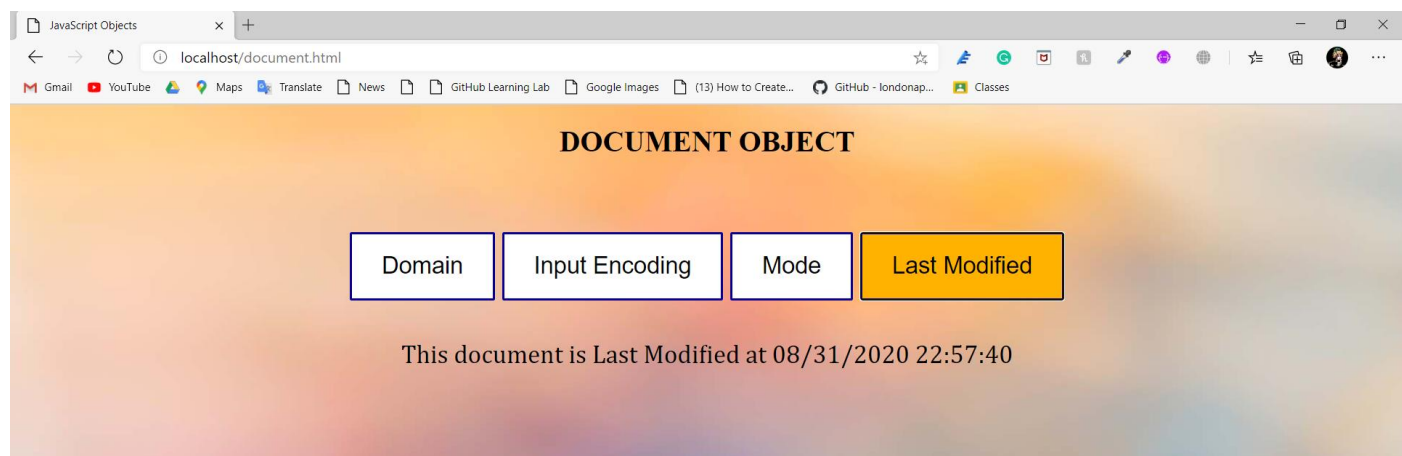 JavaScript Objects
localhost/document.html
Gmail YouTube Maps Translate News GitHub Learning Lab Google Images (13) How to Create... GitHub - londonap... Classes
DOCUMENT OBJECT
Domain Input Encoding Mode Last Modified
This document is Last Modified at 08/31/2020 22:57:40